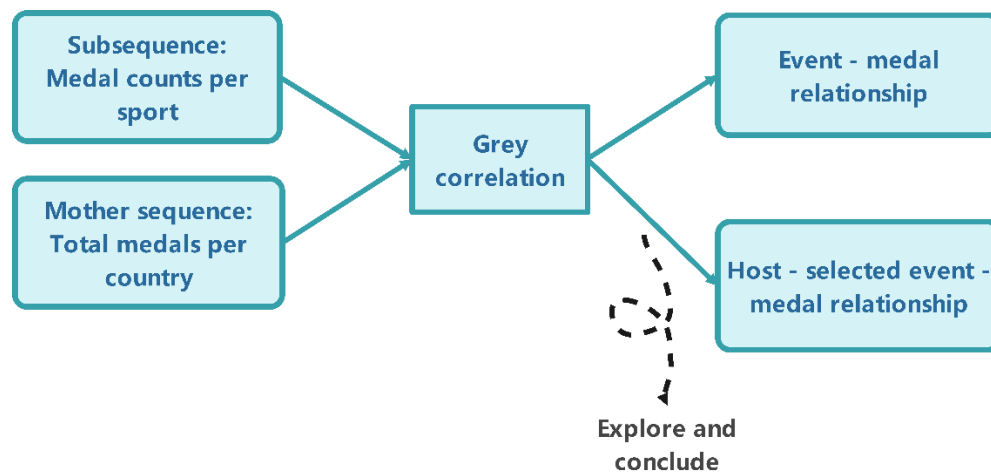 Subsequence:
Medal counts per
sport
Mother sequence:
Total medals per
country
Grey
correlation
Event - medal
relationship
Host - selected event -
medal relationship
Explore and
conclude